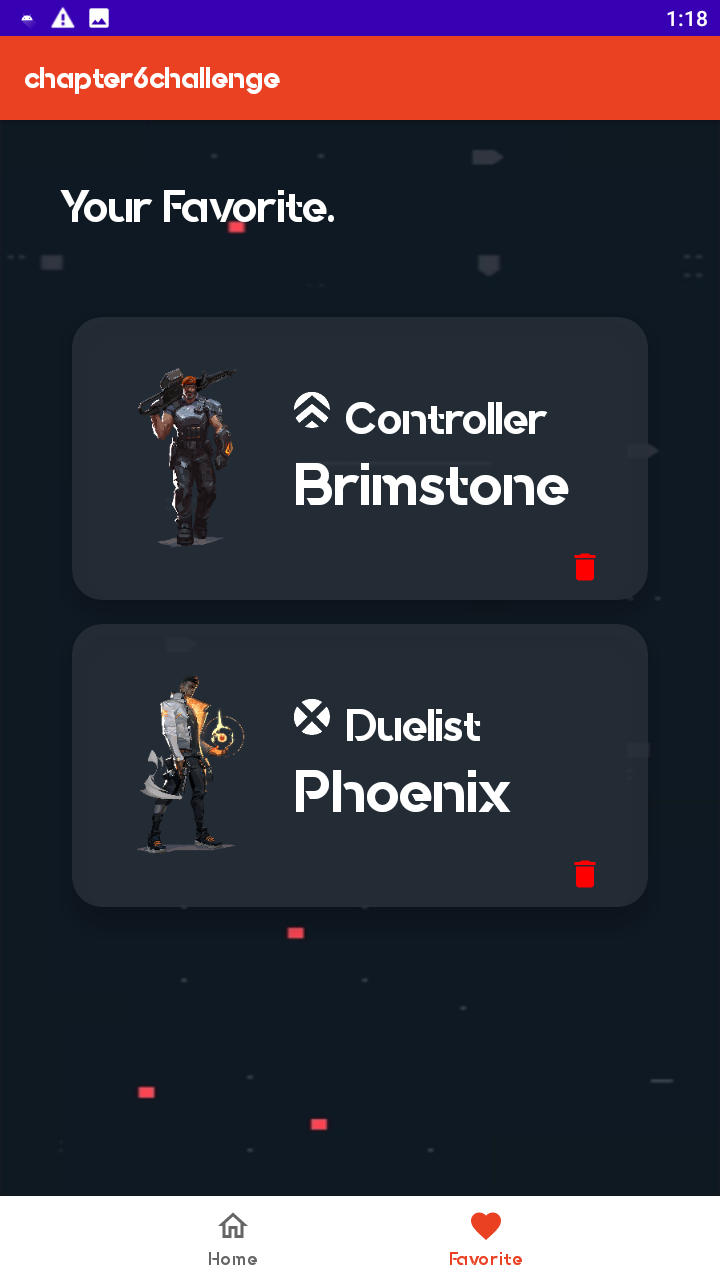 1:18
chapter6challenge
Your Favorite.
Controller
Brimstone
Duelist
Phoenix
Home
Favorite